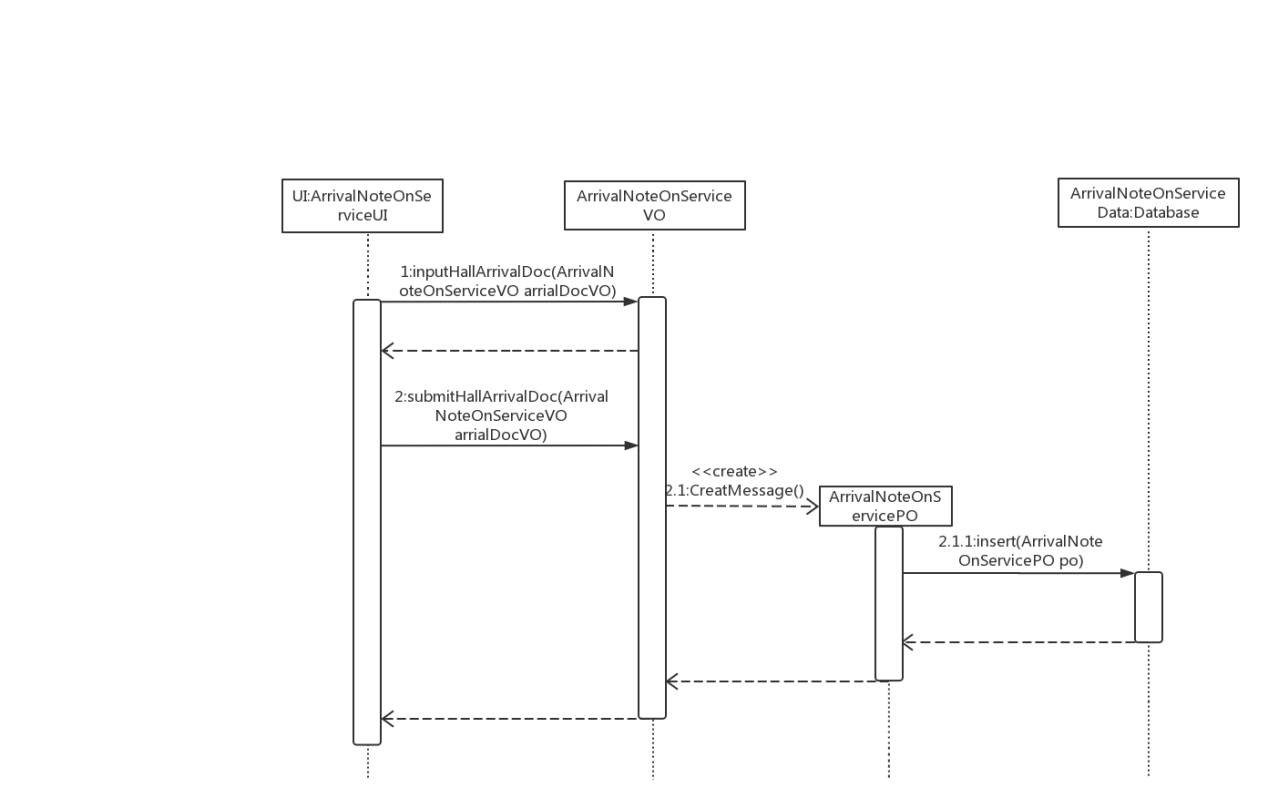 UI:ArrivalNoteOnSe
rviceUI
ArrivalNoteOnService
VO
ArrivalNoteOnService
Data:Database
1:inputHallArrivalDoc(ArrivalN
oteOnServiceVO arrialDocVO)
2:submitHallArrivalDoc(Arrival
NoteOnServiceVO
arrialDocVO)
<<create>>
2.1:CreatMessage()
ArrivalNoteOnS
ervicePO
2.1.1:insert(ArrivalNote
OnServicePO po)